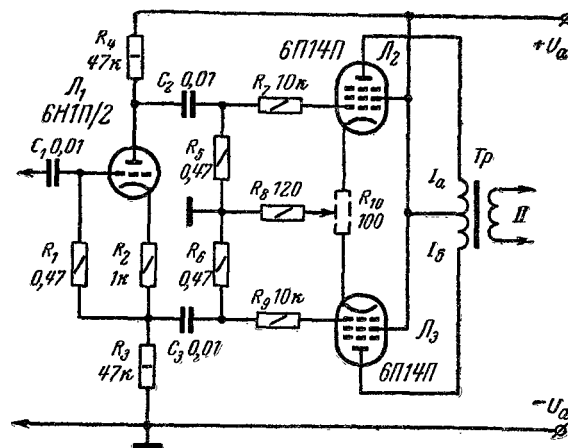 R4
47к
Л1
6Н1П/2
C1 0,01
C2 0,01
R7 10к
6П14П
Л2
+Ua
Тр
R5
0,47
R8 120
R10
100
Ia
Iб
II
R1
0,47
R2
1к
R6
0,47
R9 10к
C3 0,01
Л3
6П14П
R3
47к
-Ua